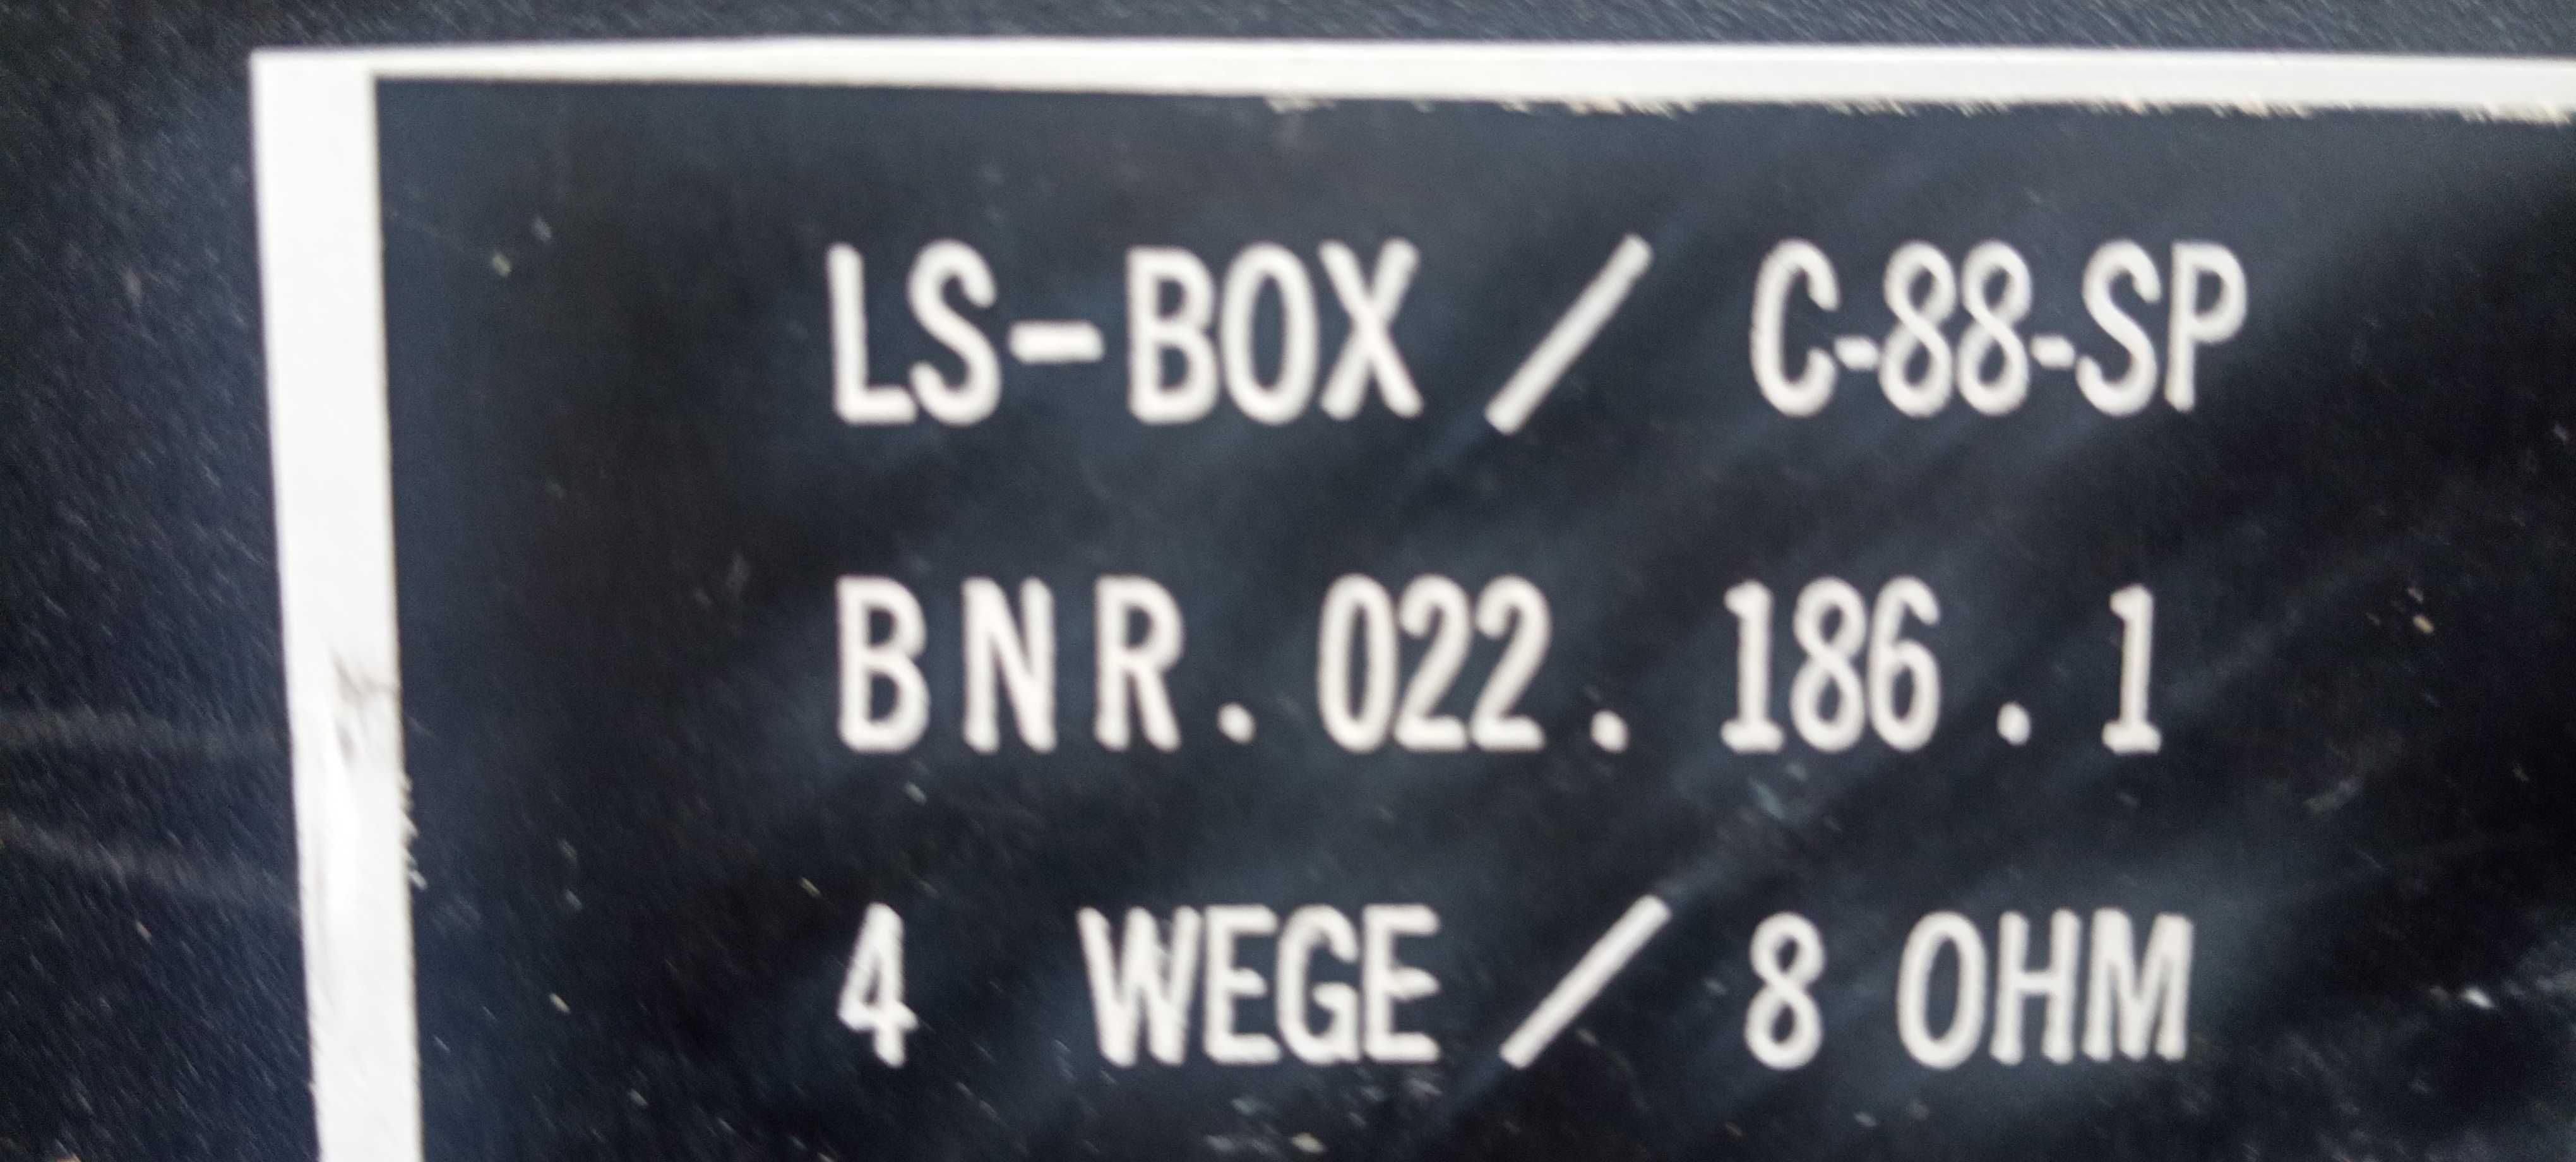 LS-BOX / C-88-SP
BNR. 022. 186. 1
4 WEGE / 8 OHM